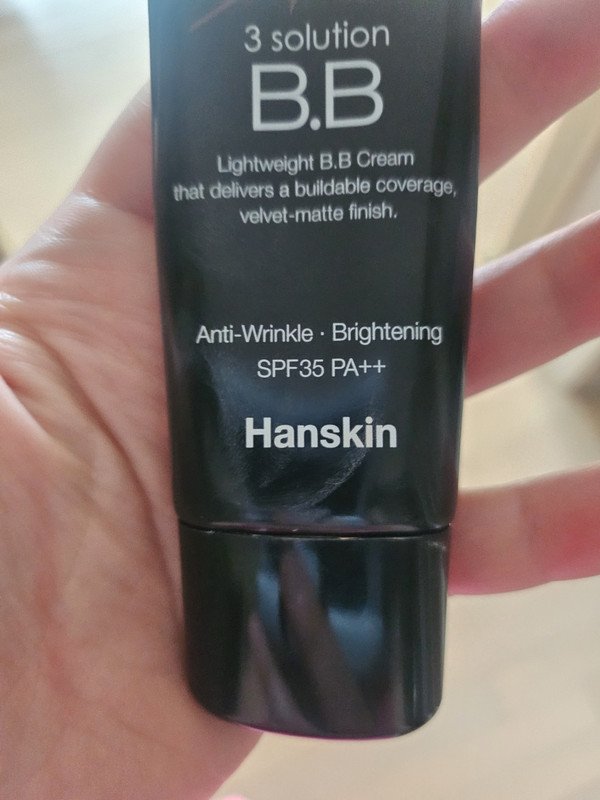 3 solution
B.B
Lightweight B.B Cream
that delivers a buildable coverage,
velvet-matte finish.
Anti-Wrinkle · Brightening
SPF35 PA++
Hanskin